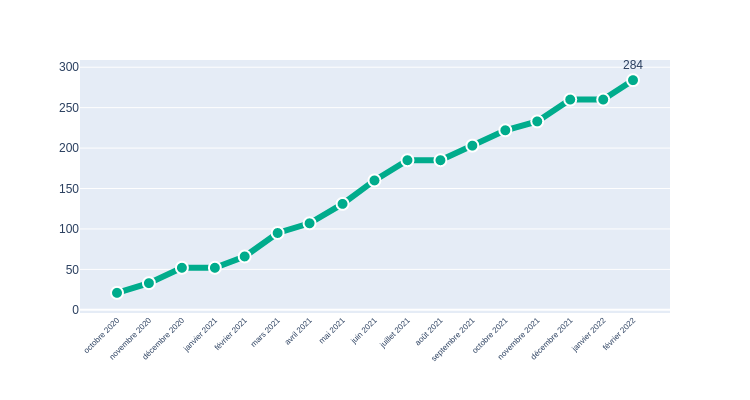 284
300
250
200
150
100
50
0
octobre 2020
novembre 2020
décembre 2020
janvier 2021
février 2021
mars 2021
avril 2021
mai 2021
juin 2021
juillet 2021
août 2021
septembre 2021
octobre 2021
novembre 2021
décembre 2021
janvier 2022
février 2022